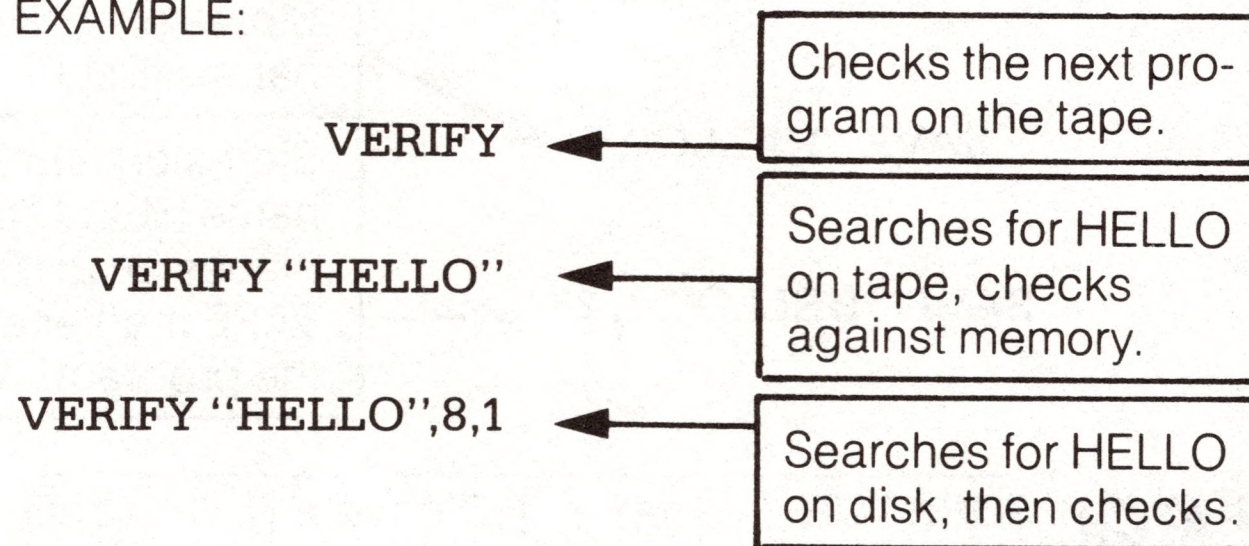 EXAMPLE:
VERIFY
Checks the next pro-
gram on the tape.
VERIFY “HELLO”
Searches for HELLO
on tape, checks
against memory.
VERIFY “HELLO”,8,1
Searches for HELLO
on disk, then checks.